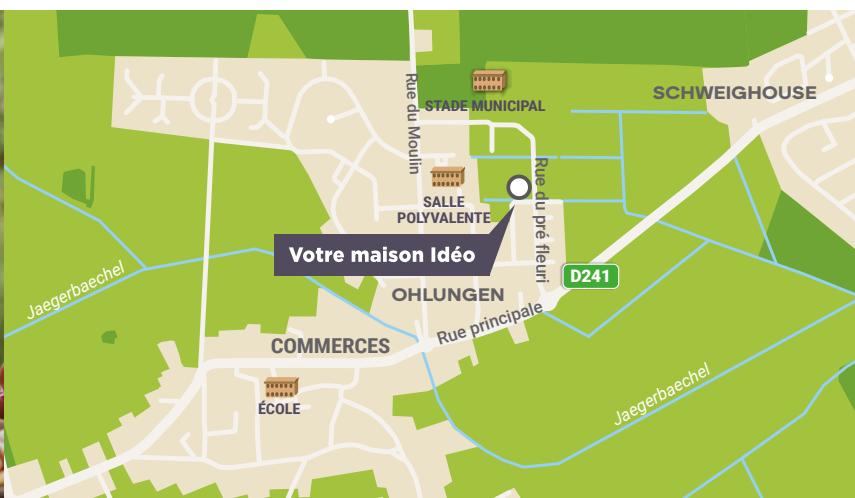 SCHWEIGHOUSE
STADE MUNICIPAL
Rue du Moulin
Rue du pré fleuri
SALLE
POLYVALENTE
Votre maison Idéo
D241
Jaegerbaechel
OHLUNGEN
Rue principale
COMMERCES
ÉCOLE
Jaegerbaechel